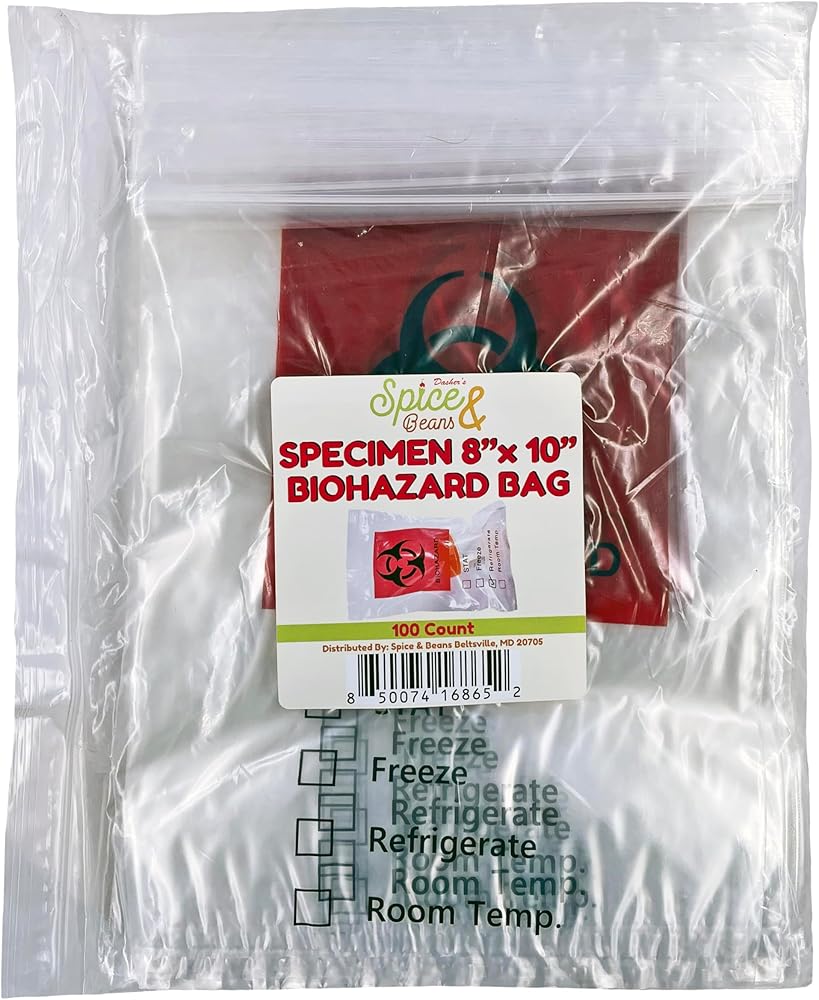 Dasher's
Spice &
Beans
SPECIMEN 8”x 10”
BIOHAZARD BAG
BIOHAZARD
STAT
Freeze
Refrigerate
Room Temp.
100 Count
Distributed By: Spice & Beans Beltsville, MD 20705
8 50074 16865 2
Freeze
Freeze
Freeze
Refrigerate
Refrigerate
Refrigerate
Room Temp.
Room Temp.
Room Temp.